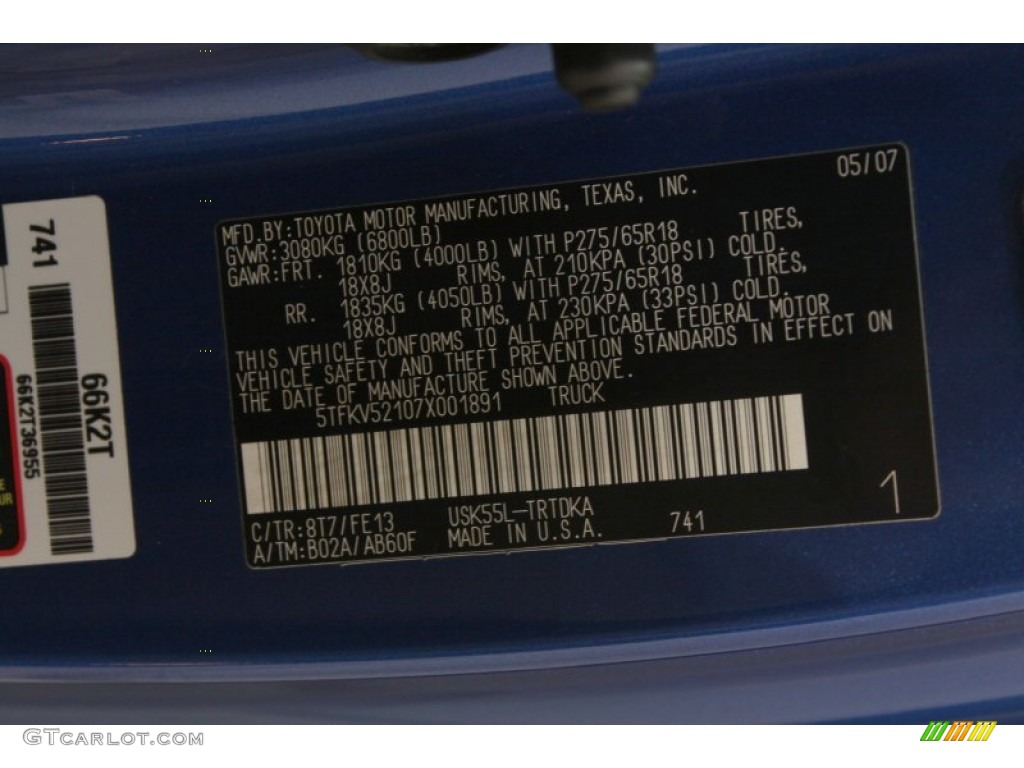 05/07
MFD.BY:TOYOTA MOTOR MANUFACTURING, TEXAS, INC.
GVWR:3080KG (6800LB)
GAWR:FRT. 1810KG (4000LB) WITH P275/65R18 TIRES,
18X8J RIMS, AT 210KPA (30PSI) COLD.
RR. 1835KG (4050LB) WITH P275/65R18 TIRES,
18X8J RIMS, AT 230KPA (33PSI) COLD.
THIS VEHICLE CONFORMS TO ALL APPLICABLE FEDERAL MOTOR
VEHICLE SAFETY AND THEFT PREVENTION STANDARDS IN EFFECT ON
THE DATE OF MANUFACTURE SHOWN ABOVE.
5TFKV52107X001891 TRUCK
C/TR:8T7/FE13 USK55L-TRTDKA 741
A/TM:B02A/AB60F MADE IN U.S.A.
1
741
66K2T
66K2T36955
GTCARLOT.COM